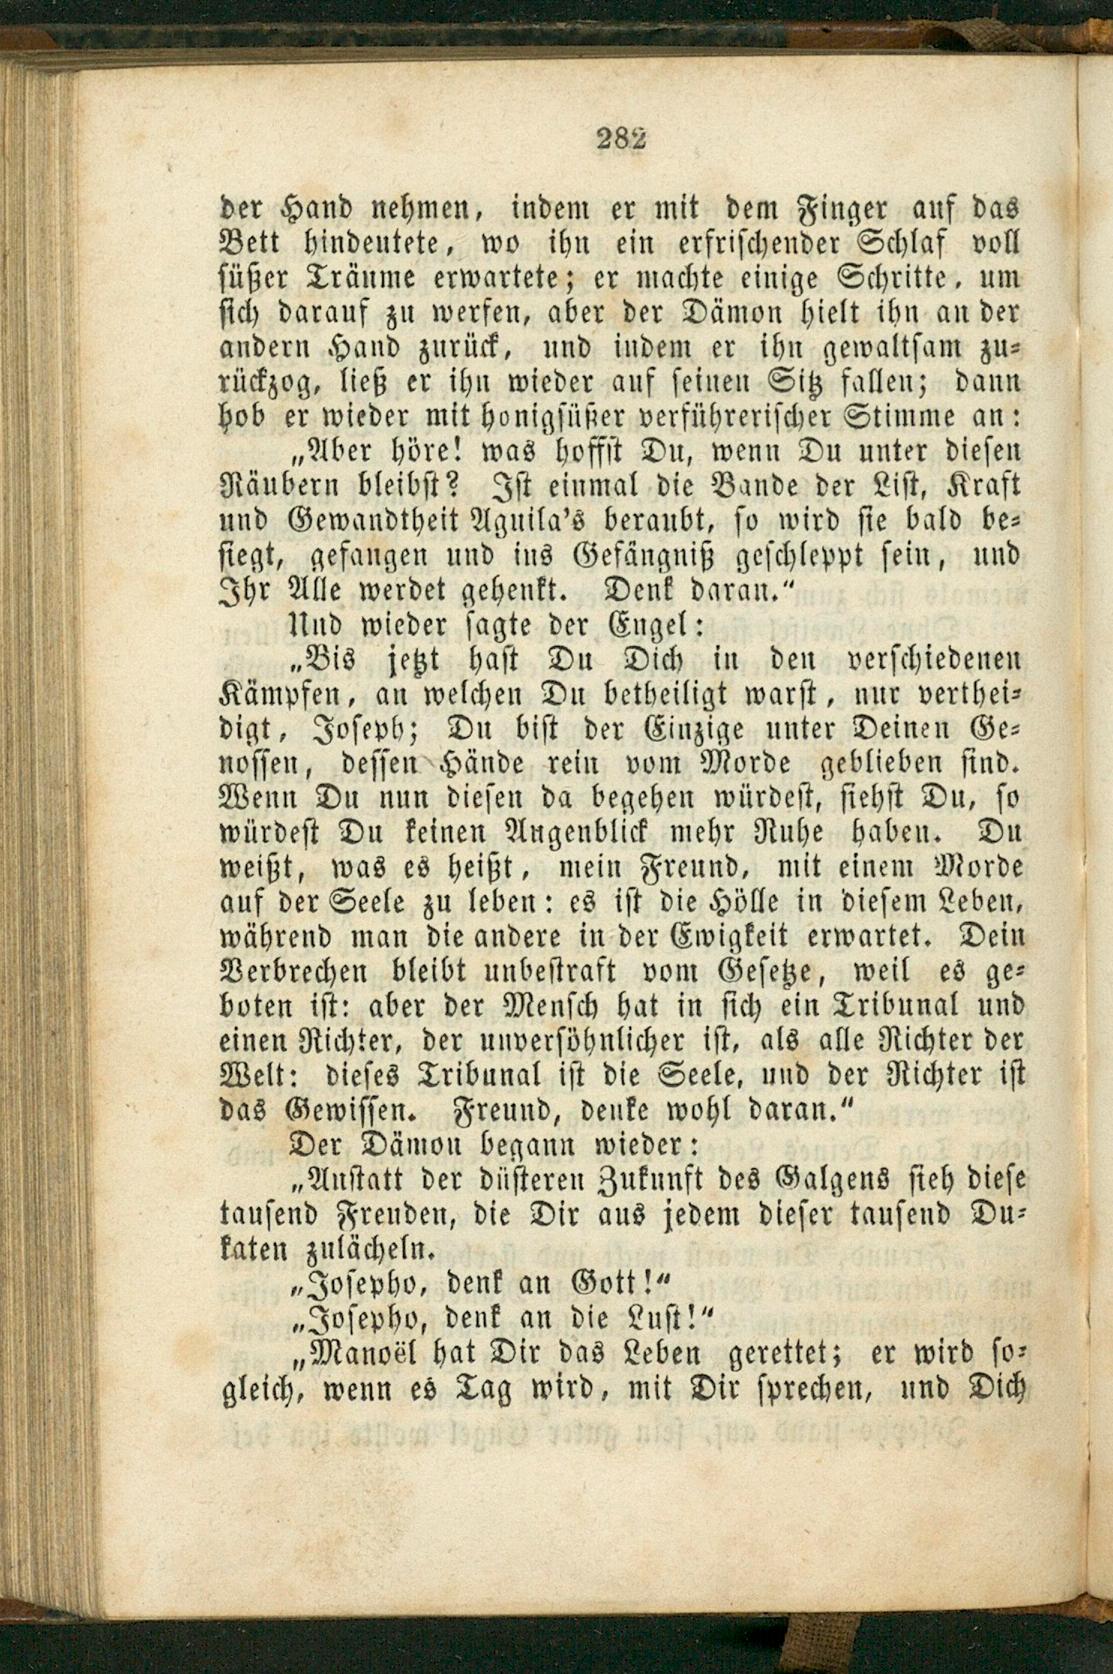 282
der Hand nehmen, indem er mit dem Finger auf das
Bett hindeutete, wo ihn ein erfrischender Schlaf voll
süßer Träume erwartete; er machte einige Schritte, um
sich darauf zu werfen, aber der Dämon hielt ihn an der
andern Hand zurück, und indem er ihn gewaltsam zu-
rückzog, ließ er ihn wieder auf seinen Sitz fallen; dann
hob er wieder mit honigsüßer verführerischer Stimme an:
„Aber höre! was hoffst Du, wenn Du unter diesen
Räubern bleibst? Ist einmal die Bande der List, Kraft
und Gewandtheit Aguila's beraubt, so wird sie bald be-
siegt, gefangen und ins Gefängniß geschleppt sein, und
Ihr Alle werdet gehenkt. Denk daran.“
Und wieder sagte der Engel:
„Bis jetzt hast Du Dich in den verschiedenen
Kämpfen, an welchen Du betheiligt warst, nur verthei-
digt, Joseph; Du bist der Einzige unter Deinen Ge-
nossen, dessen Hände rein vom Morde geblieben sind.
Wenn Du nun diesen da begehen würdest, siehst Du, so
würdest Du keinen Augenblick mehr Ruhe haben. Du
weißt, was es heißt, mein Freund, mit einem Morde
auf der Seele zu leben: es ist die Hölle in diesem Leben,
während man die andere in der Ewigkeit erwartet. Dein
Verbrechen bleibt unbestraft vom Gesetze, weil es ge-
boten ist: aber der Mensch hat in sich ein Tribunal und
einen Richter, der unversöhnlicher ist, als alle Richter der
Welt: dieses Tribunal ist die Seele, und der Richter ist
das Gewissen. Freund, denke wohl daran.“
Der Dämon begann wieder:
„Anstatt der düsteren Zukunft des Galgens sieh diese
tausend Freuden, die Dir aus jedem dieser tausend Du-
katen zulächeln.
„Josepho, denk an Gott!“
„Josepho, denk an die Lust!“
„Manoël hat Dir das Leben gerettet; er wird so-
gleich, wenn es Tag wird, mit Dir sprechen, und Dich